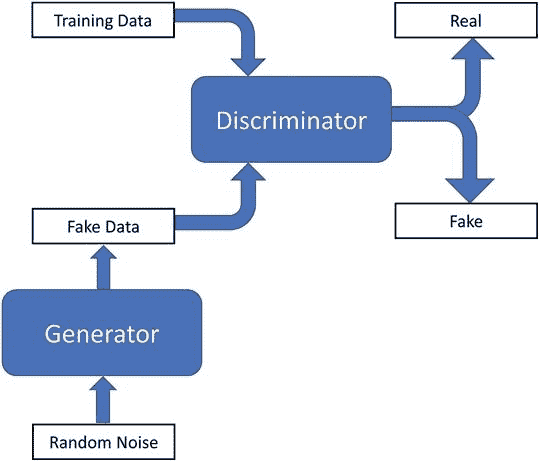 Training Data
Real
Discriminator
Fake Data
Fake
Generator
Random Noise